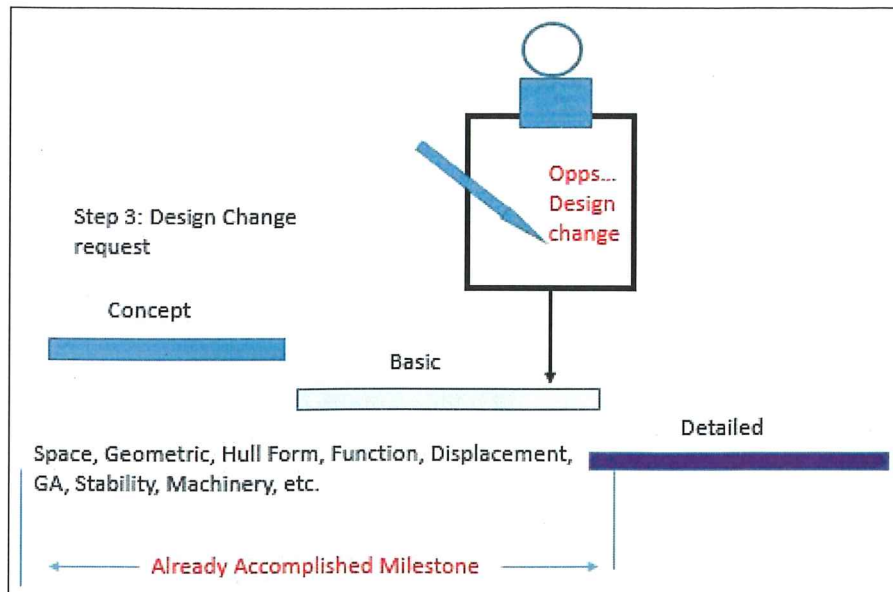 Opps...
Design
change
Step 3: Design Change
request
Concept
Basic
Detailed
Space, Geometric, Hull Form, Function, Displacement,
GA, Stability, Machinery, etc.
Already Accomplished Milestone